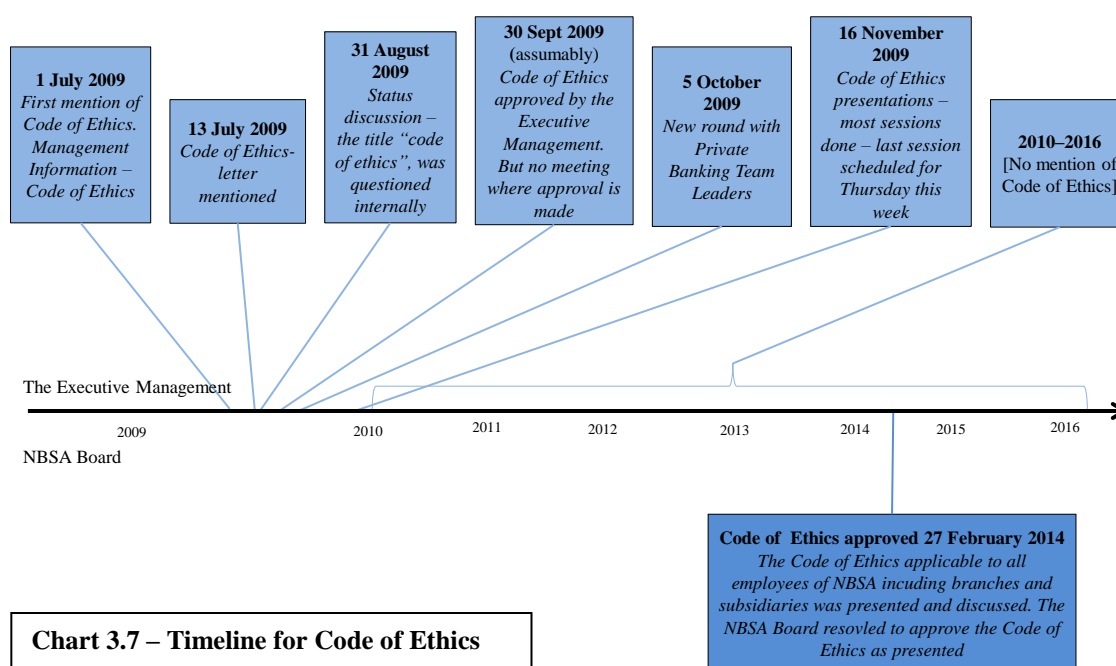 1 July 2009
First mention of
Code of Ethics.
Management
Information –
Code of Ethics
13 July 2009
Code of Ethics-
letter
mentioned
31 August
2009
Status
discussion –
the title “code
of ethics”, was
questioned
internally
30 Sept 2009
(assumably)
Code of Ethics
approved by the
Executive
Management.
But no meeting
where approval is
made
5 October
2009
New round with
Private
Banking Team
Leaders
16 November
2009
Code of Ethics
presentations –
most sessions
done – last session
scheduled for
Thursday this
week
2010–2016
[No mention of
Code of Ethics]
The Executive Management
2009
2010
2011
2012
2013
2014
2015
2016
NBSA Board
Code of Ethics approved 27 February 2014
The Code of Ethics applicable to all
employees of NBSA incuding branches and
subsidiaries was presented and discussed. The
NBSA Board resovled to approve the Code of
Ethics as presented
Chart 3.7 – Timeline for Code of Ethics